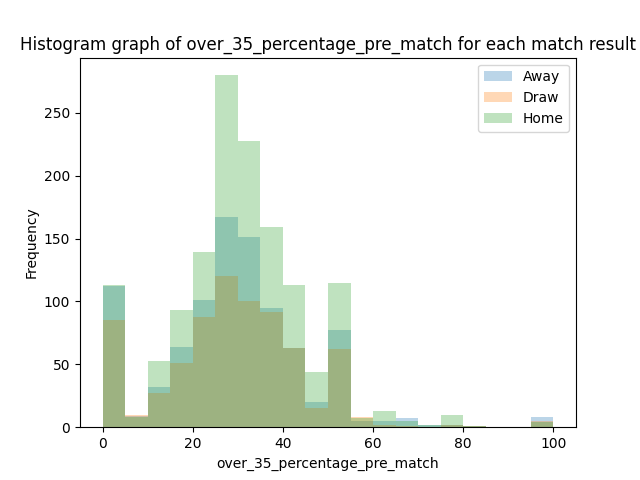 Histogram graph of over_35_percentage_pre_match for each match result
Away
Draw
Home
Frequency
250
200
150
100
50
0
0 20 40 60 80 100
over_35_percentage_pre_match